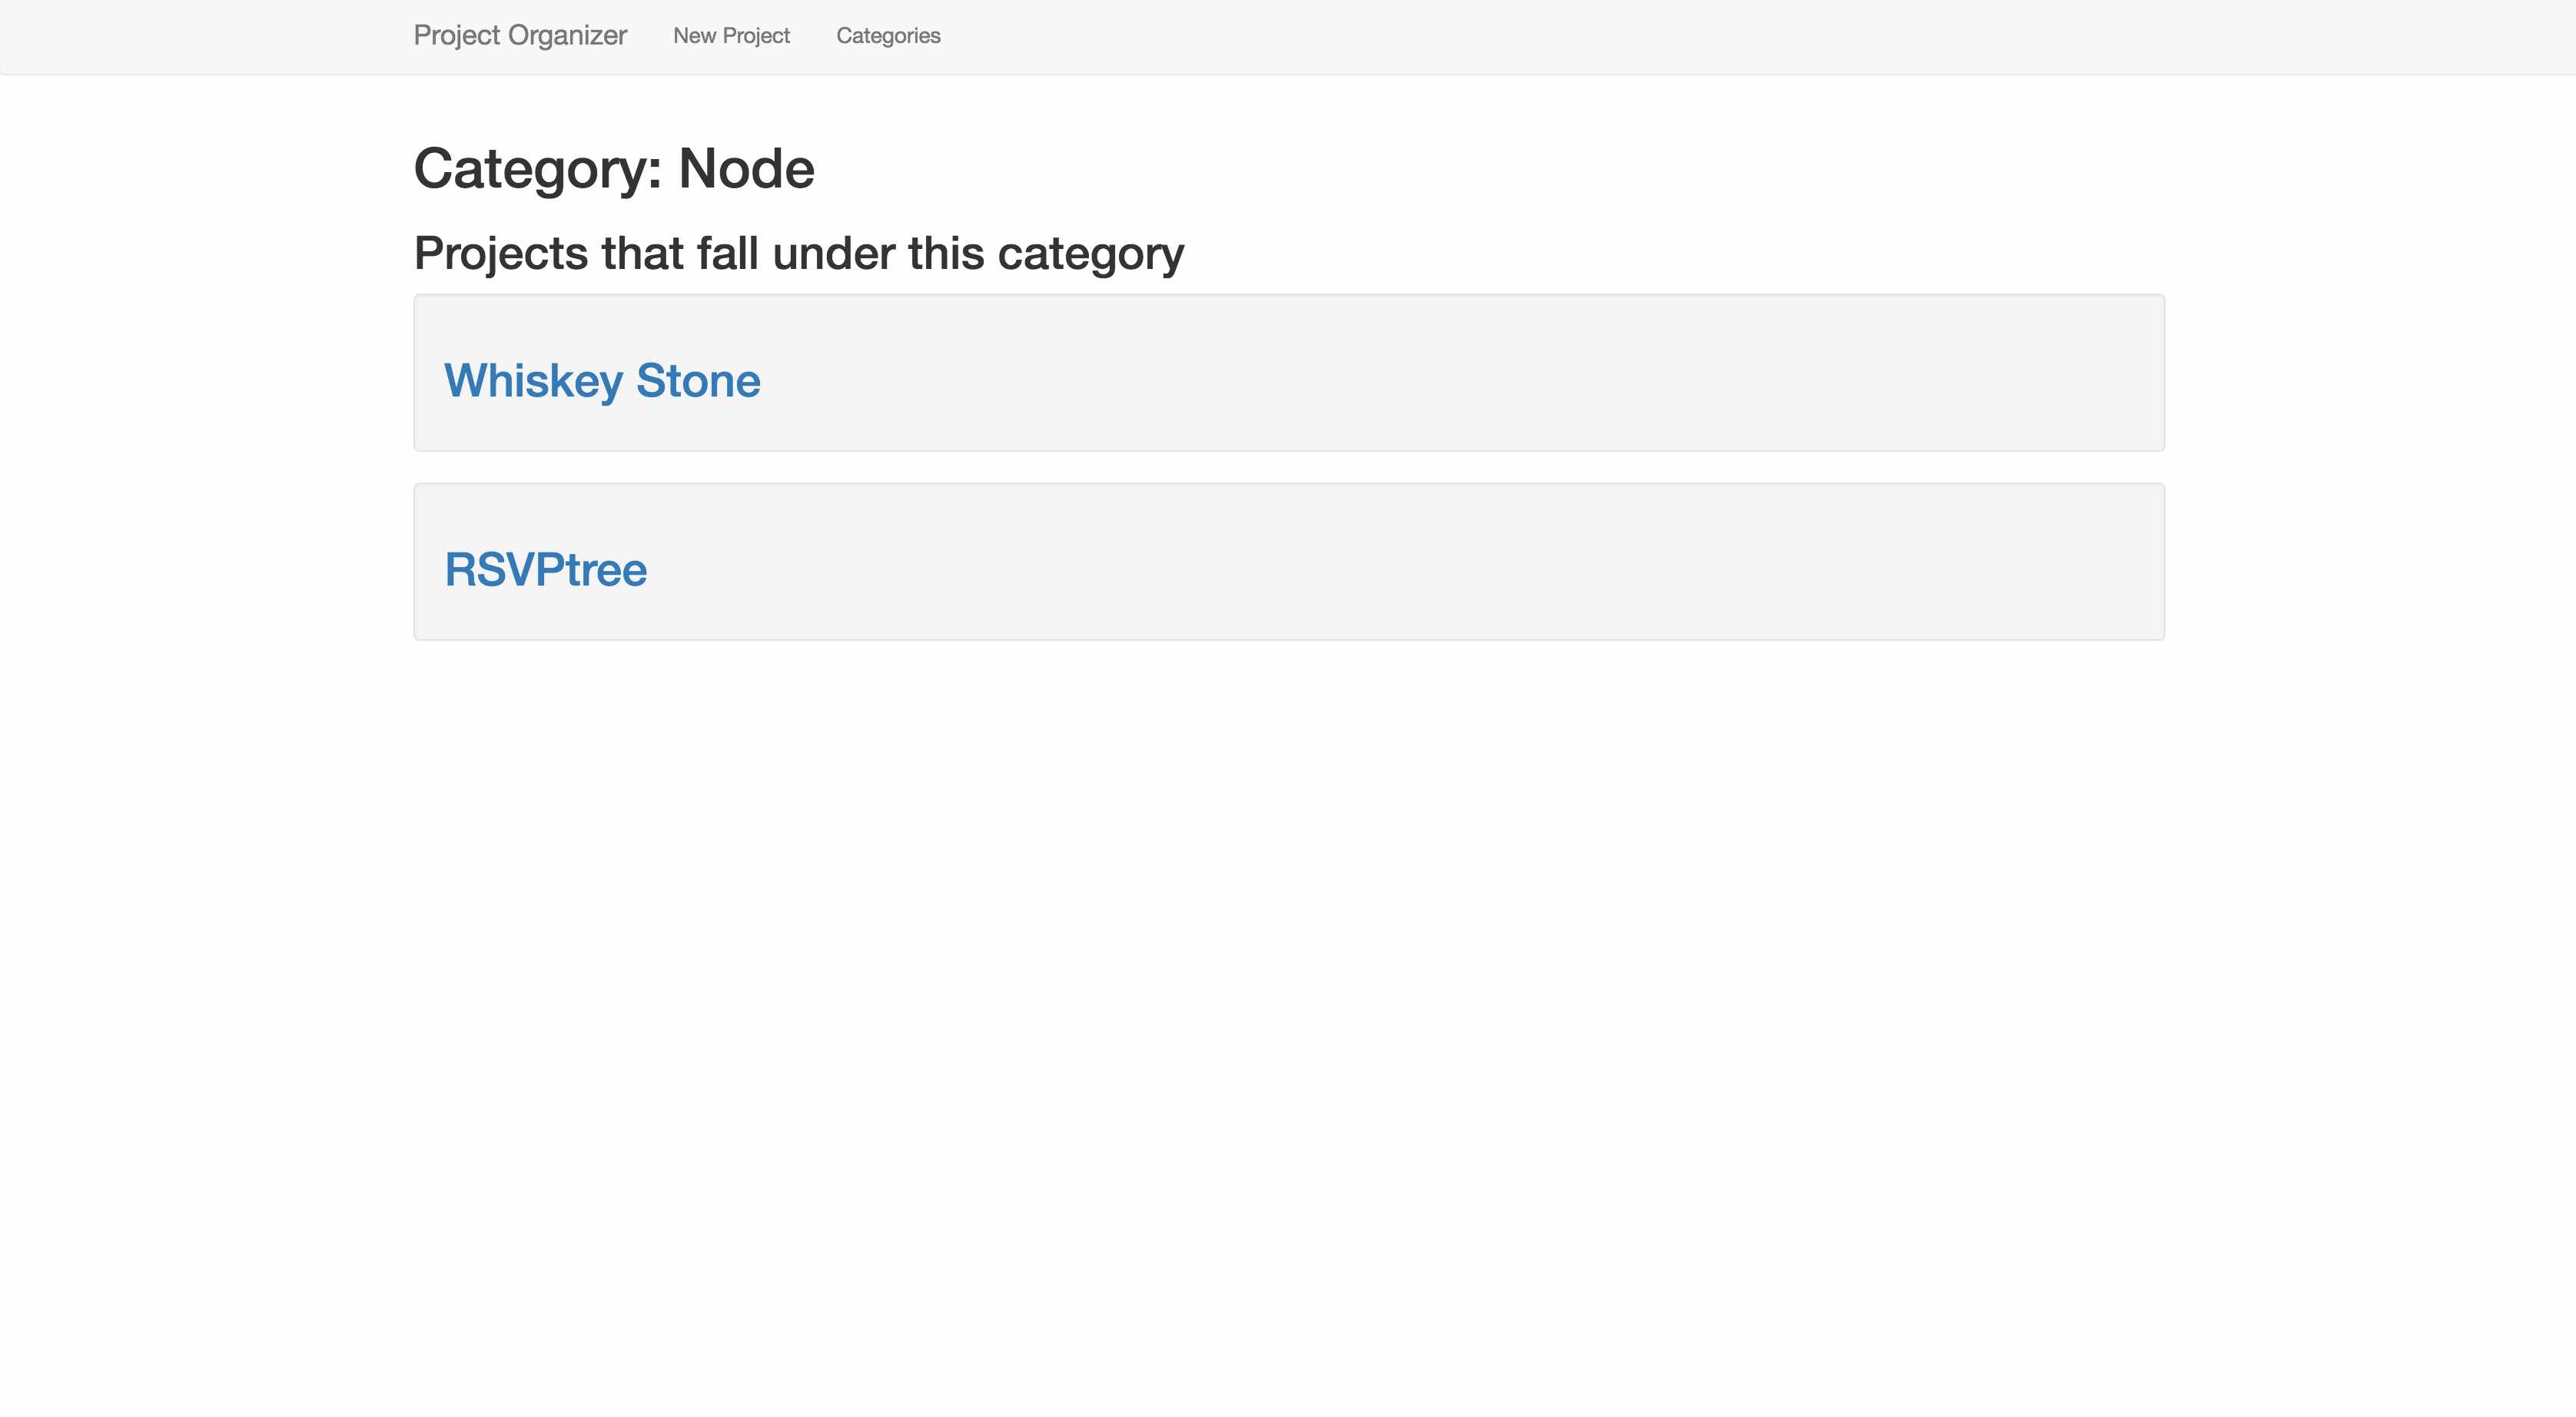 Project Organizer New Project Categories
Category: Node
Projects that fall under this category
Whiskey Stone
RSVPtree